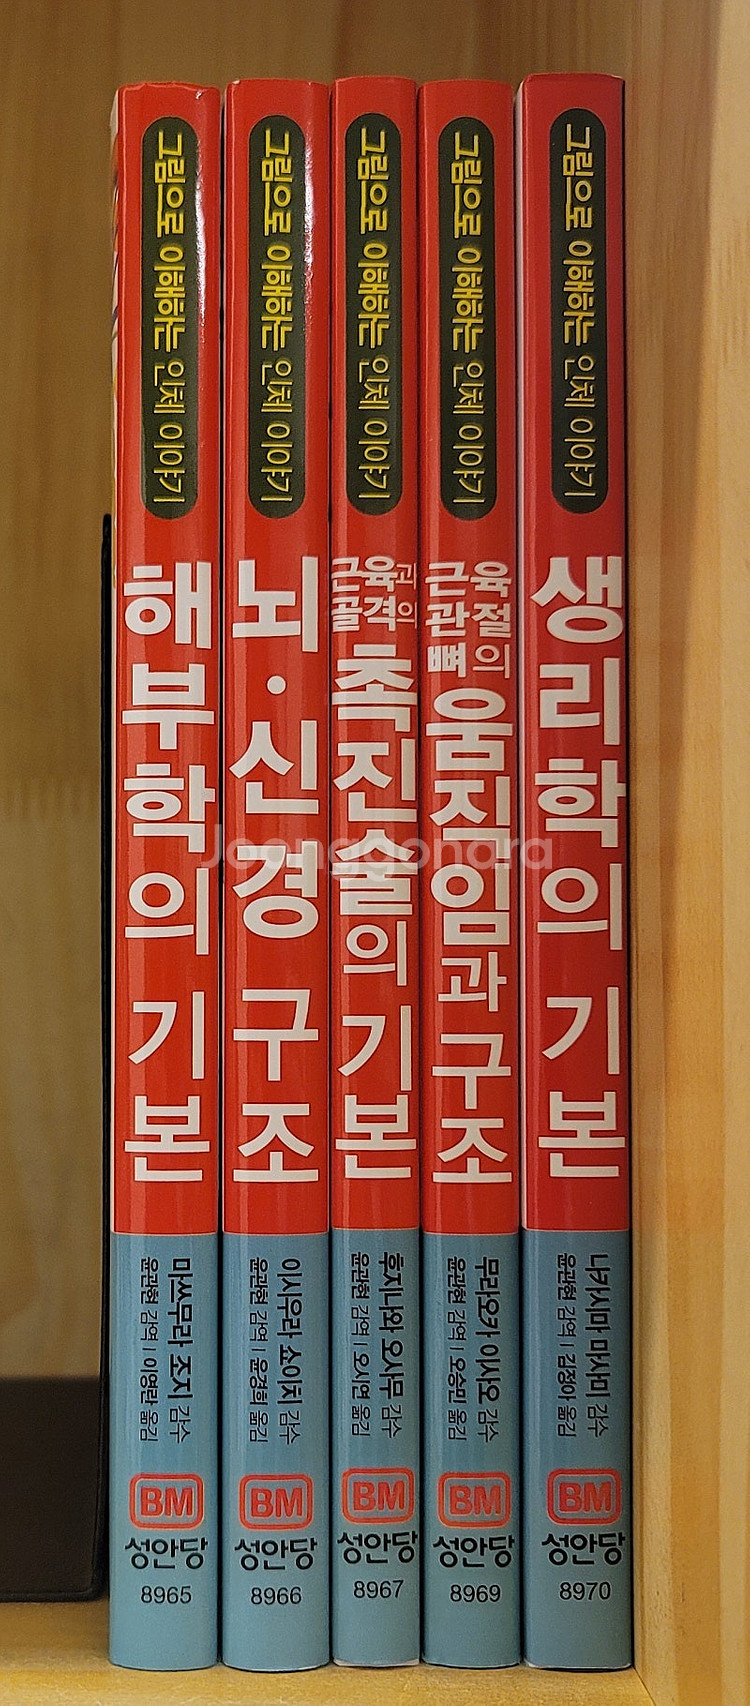 그림으로 이해하는 인체 이야기
해부학의 기본
마쓰무라 조지 감수
윤관현 감역 | 이영란 옮김
BM
성안당
8965
그림으로 이해하는 인체 이야기
뇌·신경 구조
이시우라 쇼이치 감수
윤관현 감역 | 윤경희 옮김
BM
성안당
8966
그림으로 이해하는 인체 이야기
근육과
골격의
촉진술의 기본
후지나와 오사무 감수
윤관현 감역 | 오시연 옮김
BM
성안당
8967
그림으로 이해하는 인체 이야기
근육
관절
뼈의
움직임과 구조
무라오카 이사오 감수
윤관현 감역 | 오승민 옮김
BM
성안당
8969
그림으로 이해하는 인체 이야기
생리학의 기본
나카시마 마사미 감수
윤관현 감역 | 김정아 옮김
BM
성안당
8970
Joonggonara